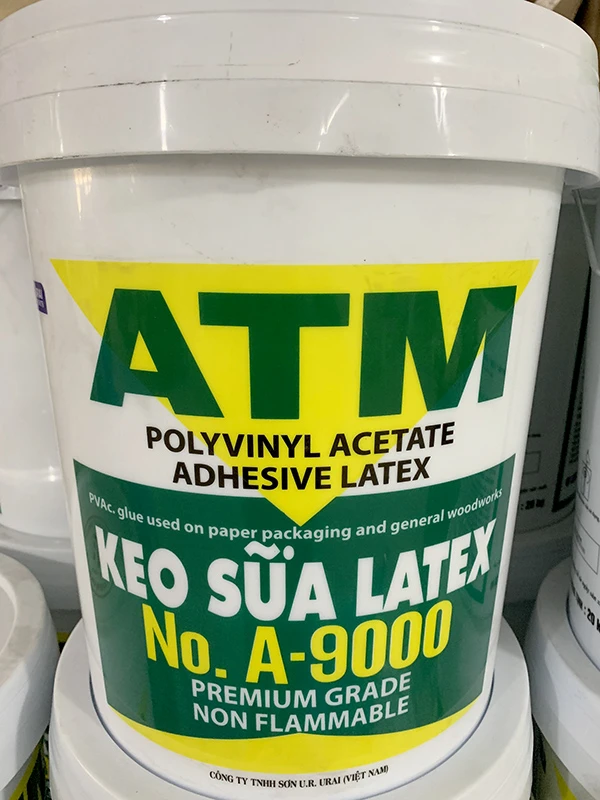 ATM
POLYVINYL ACETATE
ADHESIVE LATEX
PVAc. glue used on paper packaging and general woodworks
KEO SỮA LATEX
No. A-9000
PREMIUM GRADE
NON FLAMMABLE
CÔNG TY TNHH SƠN U.R. URAI (VIỆT NAM)